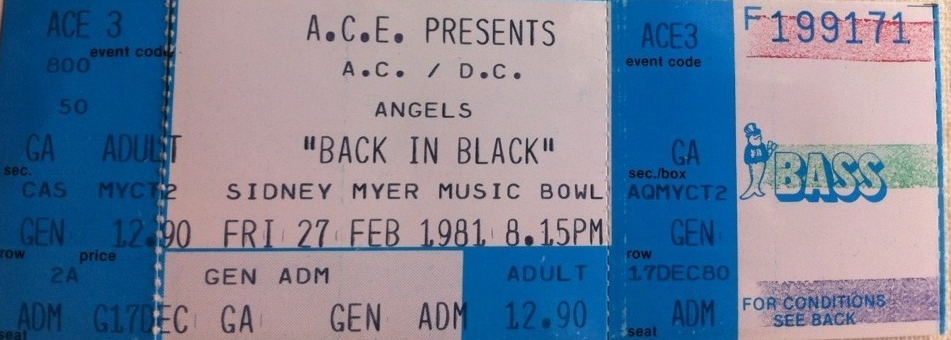 ACE 3
event code
800
50
GA ADULT
sec.
CAS MYCT2
GEN 12.90
row price
2A
ADM G17DEC
seat
A.C.E. PRESENTS
A.C. / D.C.
ANGELS
"BACK IN BLACK"
SIDNEY MYER MUSIC BOWL
FRI 27 FEB 1981 8.15PM
GEN ADM ADULT
GA GEN ADM 12.90
ACE3
event code
GA
sec./box
AQMYCT2
GEN
row
17DEC80
ADM
seat
F199171
BASS
FOR CONDITIONS
SEE BACK